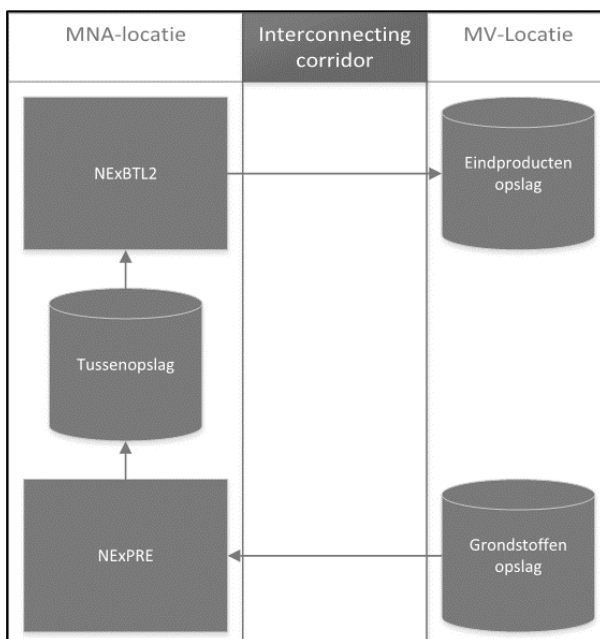 MNA-locatie
Interconnecting
corridor
MV-Locatie
NExBTL2
Eindproducten
opslag
Tussenopslag
NExPRE
Grondstoffen
opslag